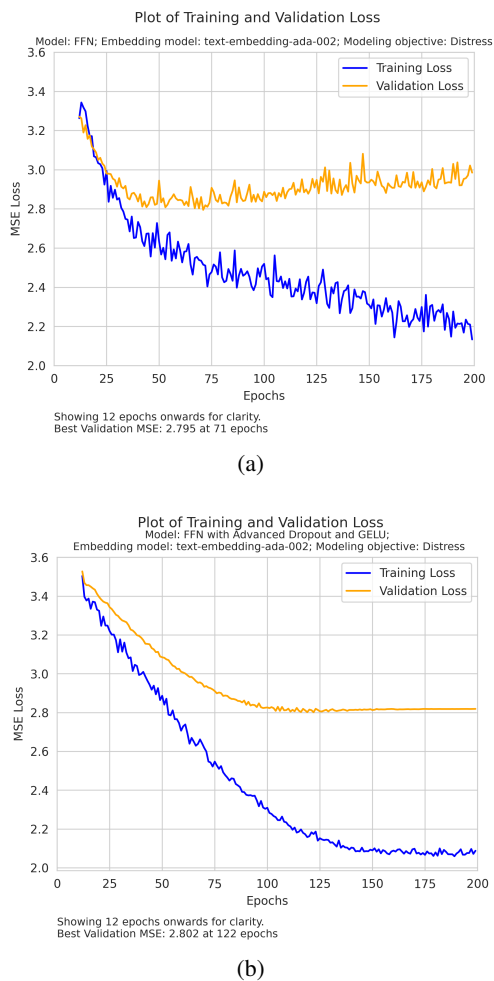 Plot of Training and Validation Loss
Model: FFN; Embedding model: text-embedding-ada-002; Modeling objective: Distress
3.6
3.4
3.2
3.0
2.8
2.6
2.4
2.2
2.0
MSE Loss
Training Loss
Validation Loss
0 25 50 75 100 125 150 175 200
Epochs
Showing 12 epochs onwards for clarity.
Best Validation MSE: 2.795 at 71 epochs
(a)
Plot of Training and Validation Loss
Model: FFN with Advanced Dropout and GELU;
Embedding model: text-embedding-ada-002; Modeling objective: Distress
3.6
3.4
3.2
3.0
2.8
2.6
2.4
2.2
2.0
MSE Loss
Training Loss
Validation Loss
0 25 50 75 100 125 150 175 200
Epochs
Showing 12 epochs onwards for clarity.
Best Validation MSE: 2.802 at 122 epochs
(b)